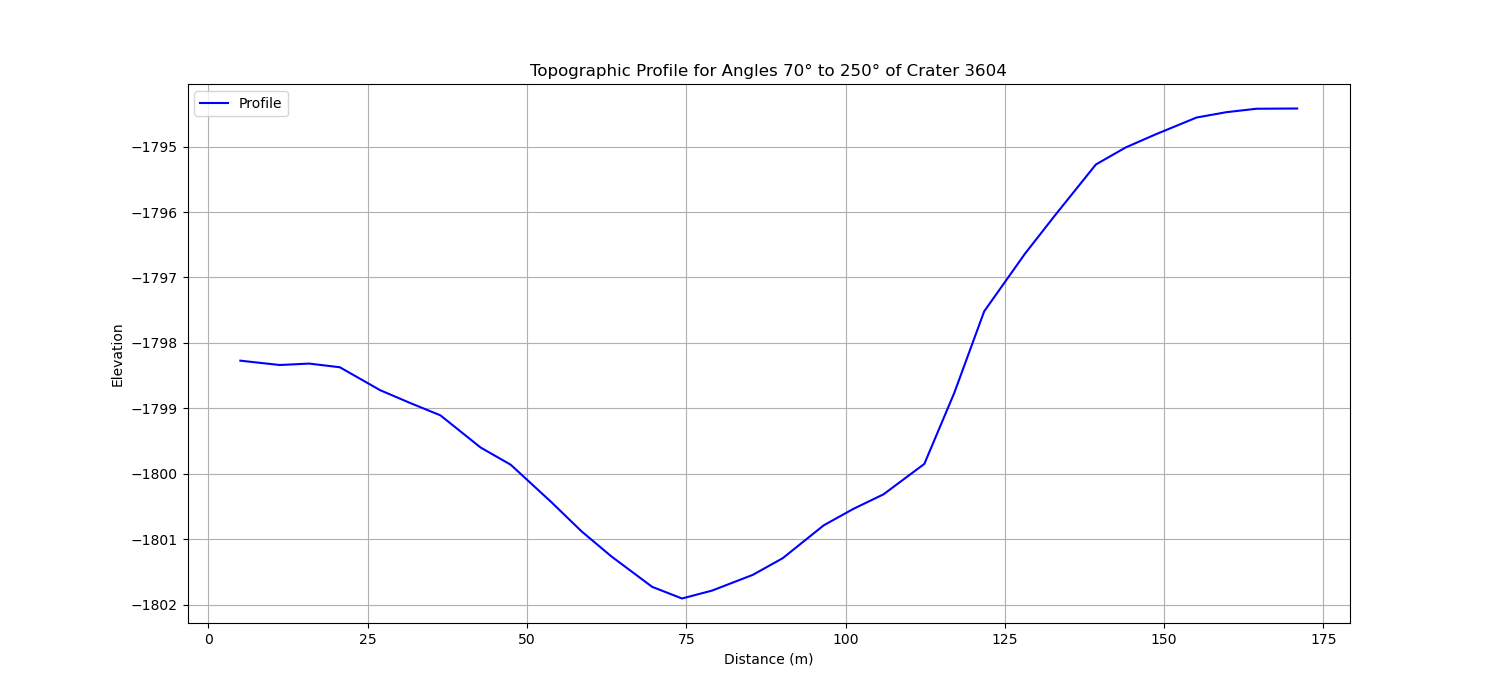 Topographic Profile for Angles 70° to 250° of Crater 3604
Profile
−1795
−1796
−1797
−1798
−1799
−1800
−1801
−1802
Elevation
0 25 50 75 100 125 150 175
Distance (m)